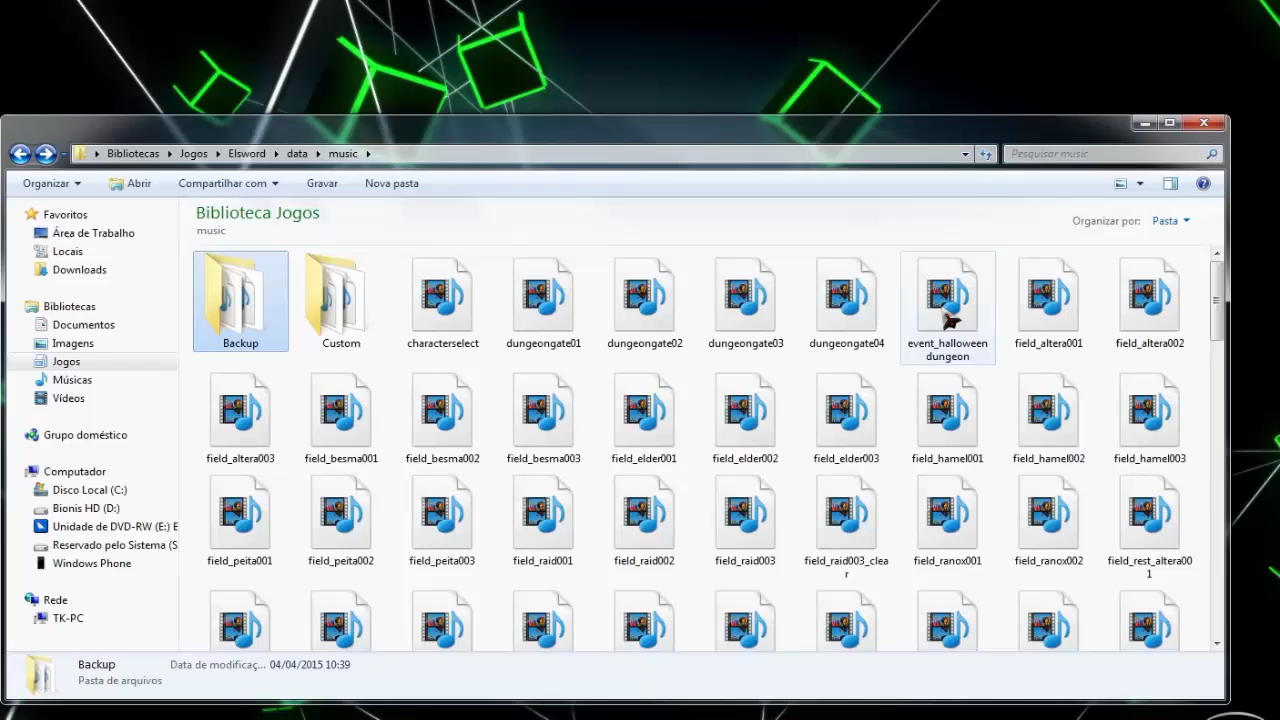 Bibliotecas Jogos Elsword data music
Pesquisar music
Organizar Abrir Compartilhar com Gravar Nova pasta
Favoritos
Área de Trabalho
Locais
Downloads
Bibliotecas
Documentos
Imagens
Jogos
Músicas
Vídeos
Grupo doméstico
Computador
Disco Local (C:)
Bionis HD (D:)
Unidade de DVD-RW (E:) E
Reservado pelo Sistema (S
Windows Phone
Rede
TK-PC
Biblioteca Jogos
music
Organizar por: Pasta
Backup Custom characterselect dungeongate01 dungeongate02 dungeongate03 dungeongate04 event_halloween field_altera001 field_altera002
dungeon
field_altera003 field_besma001 field_besma002 field_besma003 field_elder001 field_elder002 field_elder003 field_hamel001 field_hamel002 field_hamel003
field_peita001 field_peita002 field_peita003 field_raid001 field_raid002 field_raid003 field_raid003_clea field_ranox001 field_ranox002 field_rest_altera00
r 1
Backup Data de modificaç... 04/04/2015 10:39
Pasta de arquivos